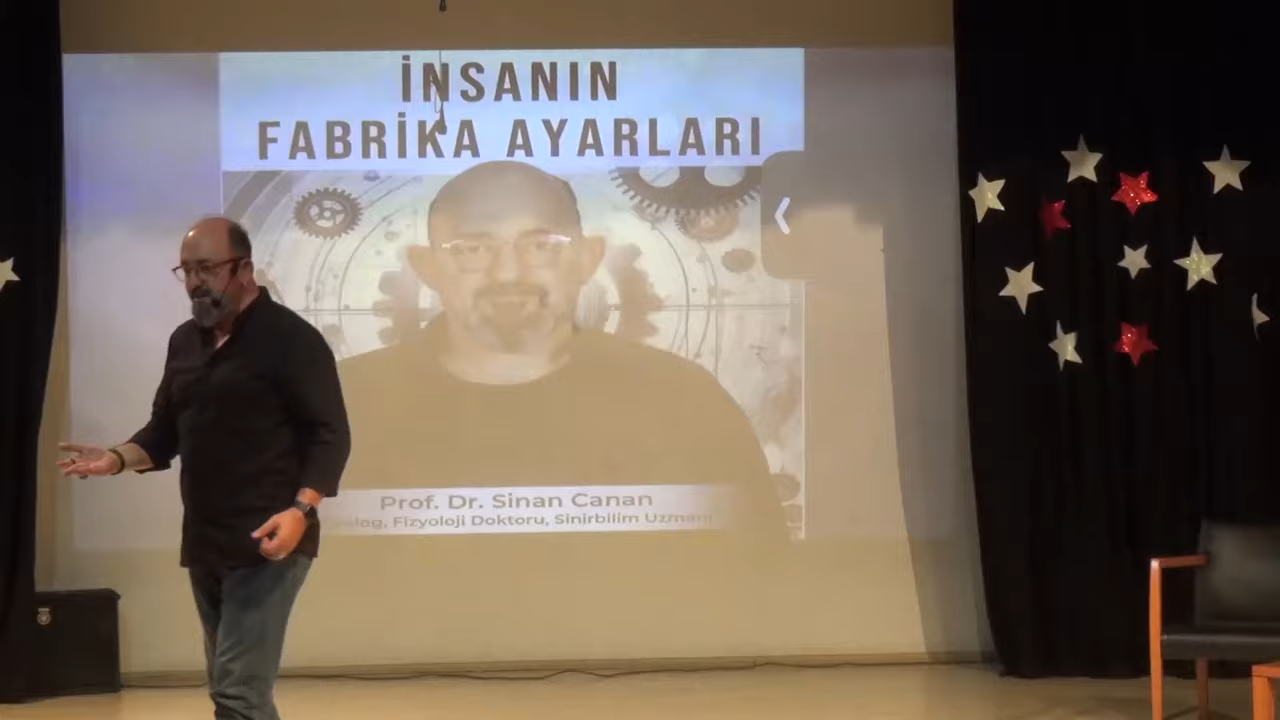 İNSANIN
FABRİKA AYARLARI
Prof. Dr. Sinan Canan
Fizyoloji Doktoru, Sinirbilim Uzmanı